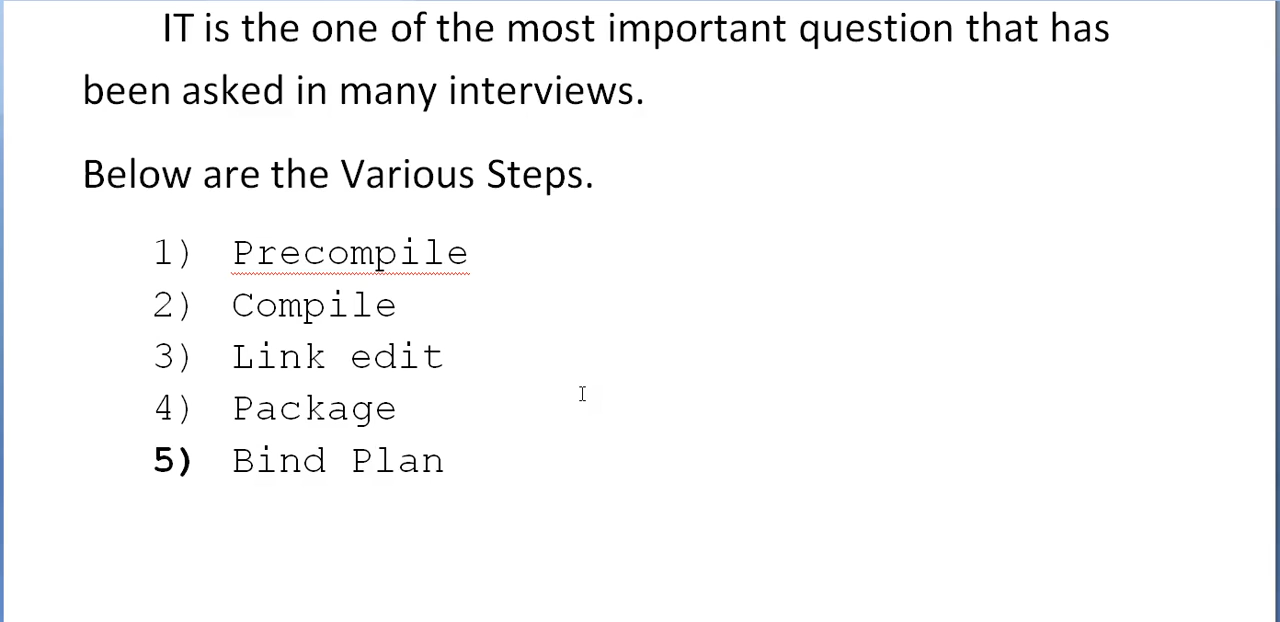 IT is the one of the most important question that has
been asked in many interviews.
Below are the Various Steps.
1) Precompile
2) Compile
3) Link edit
4) Package
5) Bind Plan